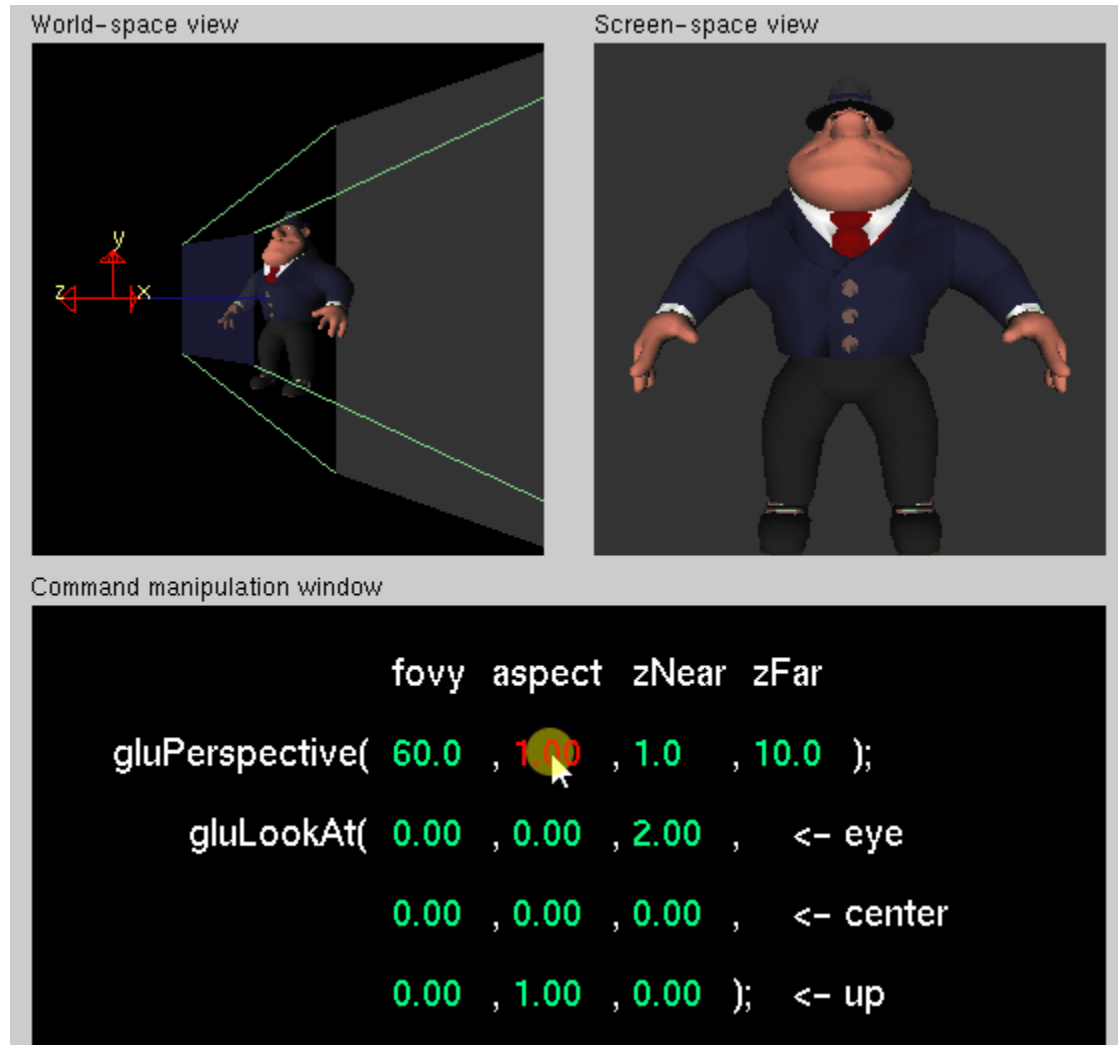 World-space view
Screen-space view
y
z x
Command manipulation window
fovy aspect zNear zFar
gluPerspective( 60.0 , 1.00 , 1.0 , 10.0 );
gluLookAt( 0.00 , 0.00 , 2.00 , <- eye
0.00 , 0.00 , 0.00 , <- center
0.00 , 1.00 , 0.00 ); <- up